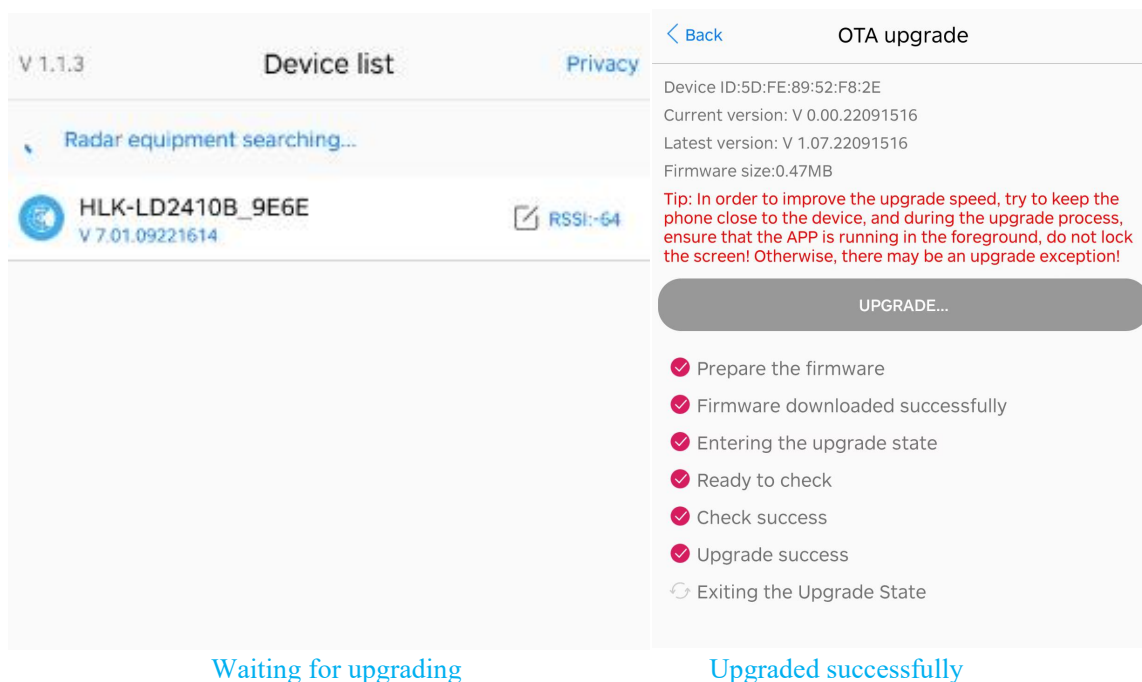 V 1.1.3 Device list Privacy
Radar equipment searching...
HLK-LD2410B_9E6E
V 7.01.09221614
RSSI:-64
Back OTA upgrade
Device ID:5D:FE:89:52:F8:2E
Current version: V 0.00.22091516
Latest version: V 1.07.22091516
Firmware size:0.47MB
Tip: In order to improve the upgrade speed, try to keep the
phone close to the device, and during the upgrade process,
ensure that the APP is running in the foreground, do not lock
the screen! Otherwise, there may be an upgrade exception!
UPGRADE...
Prepare the firmware
Firmware downloaded successfully
Entering the upgrade state
Ready to check
Check success
Upgrade success
Exiting the Upgrade State
Waiting for upgrading
Upgraded successfully